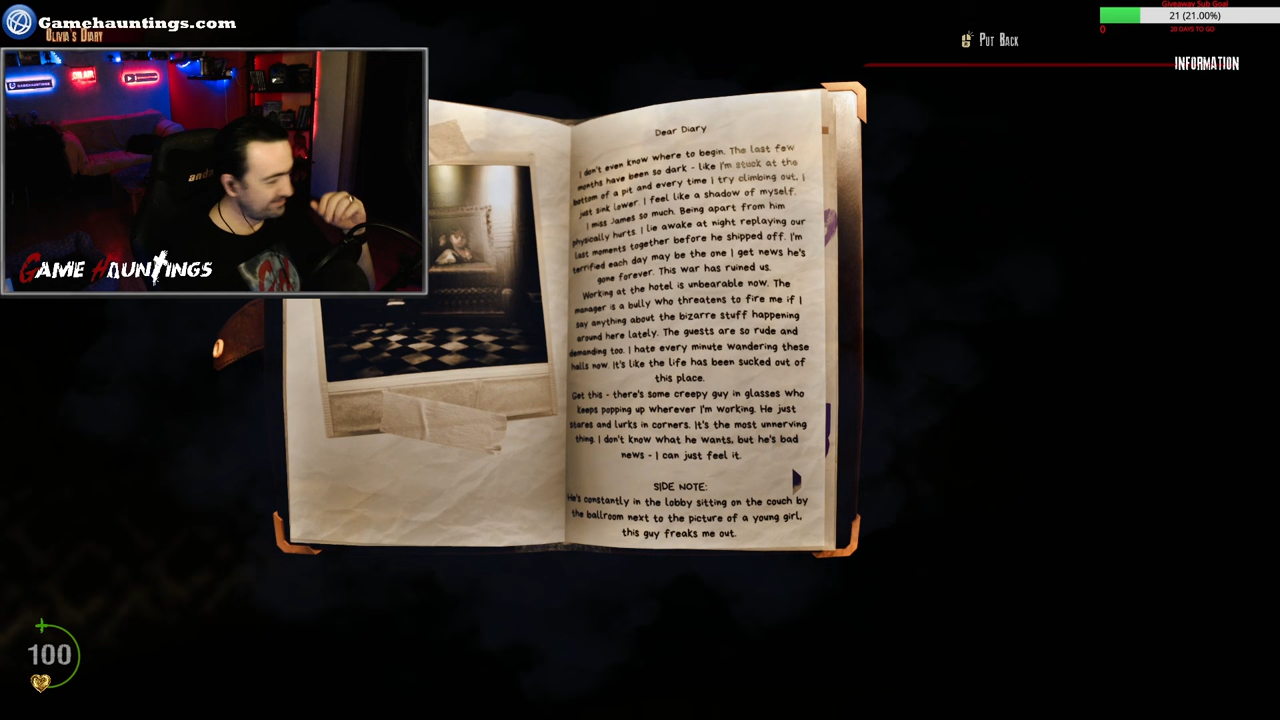 Gamehauntings.com
Olivia's Diary
Giveaway Sub Goal
21 (21.00%)
0
20 DAYS TO GO
Put Back
INFORMATION
anda
GAME HAUNTINGS
Dear Diary
I don't even know where to begin. The last few
months have been so dark - like I'm stuck at the
bottom of a pit and every time I try climbing out, I
just sink lower. I feel like a shadow of myself.
I miss James so much. Being apart from him
physically hurts. I lie awake at night replaying our
last moments together before he shipped off. I'm
terrified each day may be the one I get news he's
gone forever. This war has ruined us.
Working at the hotel is unbearable now. The
manager is a bully who threatens to fire me if I
say anything about the bizarre stuff happening
around here lately. The guests are so rude and
demanding too. I hate every minute wandering these
halls now. It's like the life has been sucked out of
this place.
Get this - there's some creepy guy in glasses who
keeps popping up wherever I'm working. He just
stares and lurks in corners. It's the most unnerving
thing. I don't know what he wants, but he's bad
news - I can just feel it.
SIDE NOTE:
He's constantly in the lobby sitting on the couch by
the ballroom next to the picture of a young girl,
this guy freaks me out.
100